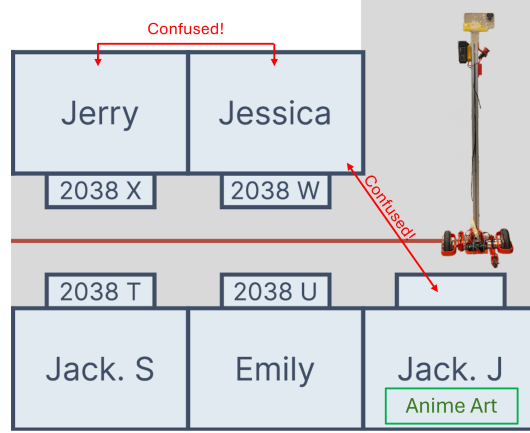 Confused!
Jerry
Jessica
2038 X
2038 W
Confused!
2038 T
2038 U
Jack. S
Emily
Jack. J
Anime Art